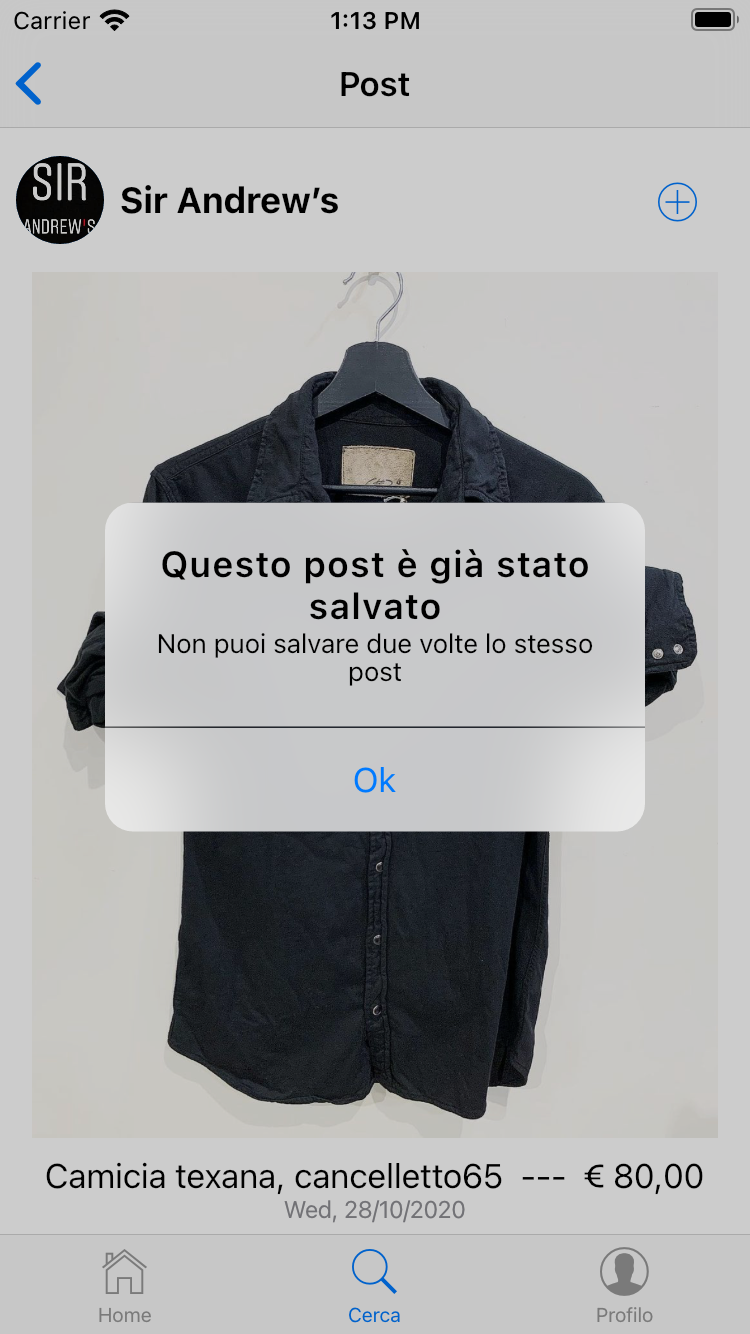 Carrier 1:13 PM
Post
SIR
ANDREW'S
Sir Andrew’s
Questo post è già stato
salvato
Non puoi salvare due volte lo stesso
post
Ok
Camicia texana, cancelletto65 --- € 80,00
Wed, 28/10/2020
Home Cerca Profilo